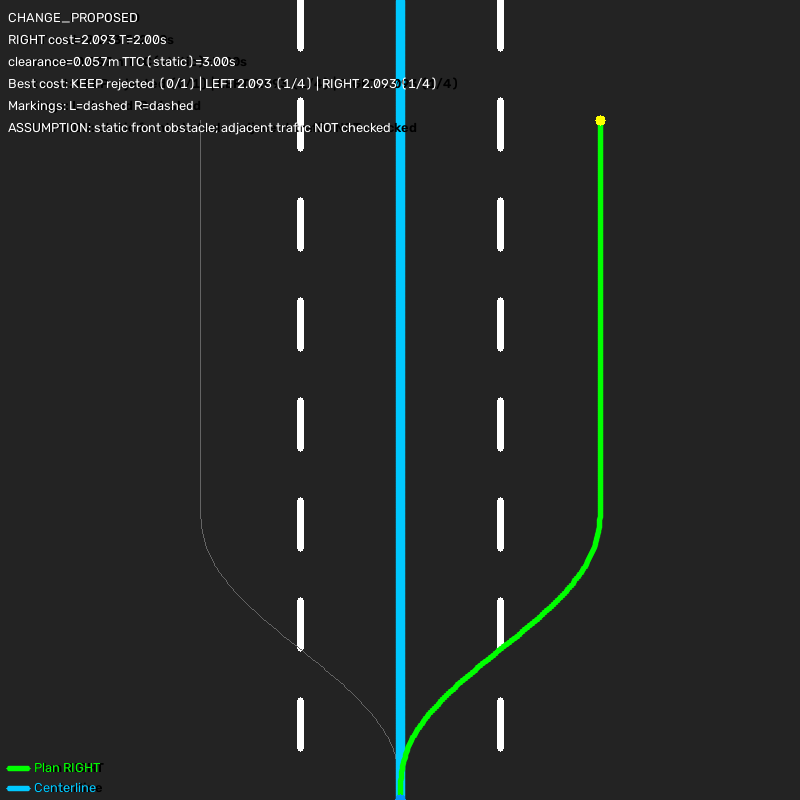 CHANGE_PROPOSED
RIGHT cost=2.093 T=2.00s
clearance=0.057m TTC(static)=3.00s
Best cost: KEEP rejected (0/1) | LEFT 2.093 (1/4) | RIGHT 2.093 (1/4)
Markings: L=dashed R=dashed
ASSUMPTION: static front obstacle; adjacent traffic NOT checked
Plan RIGHT
Centerline